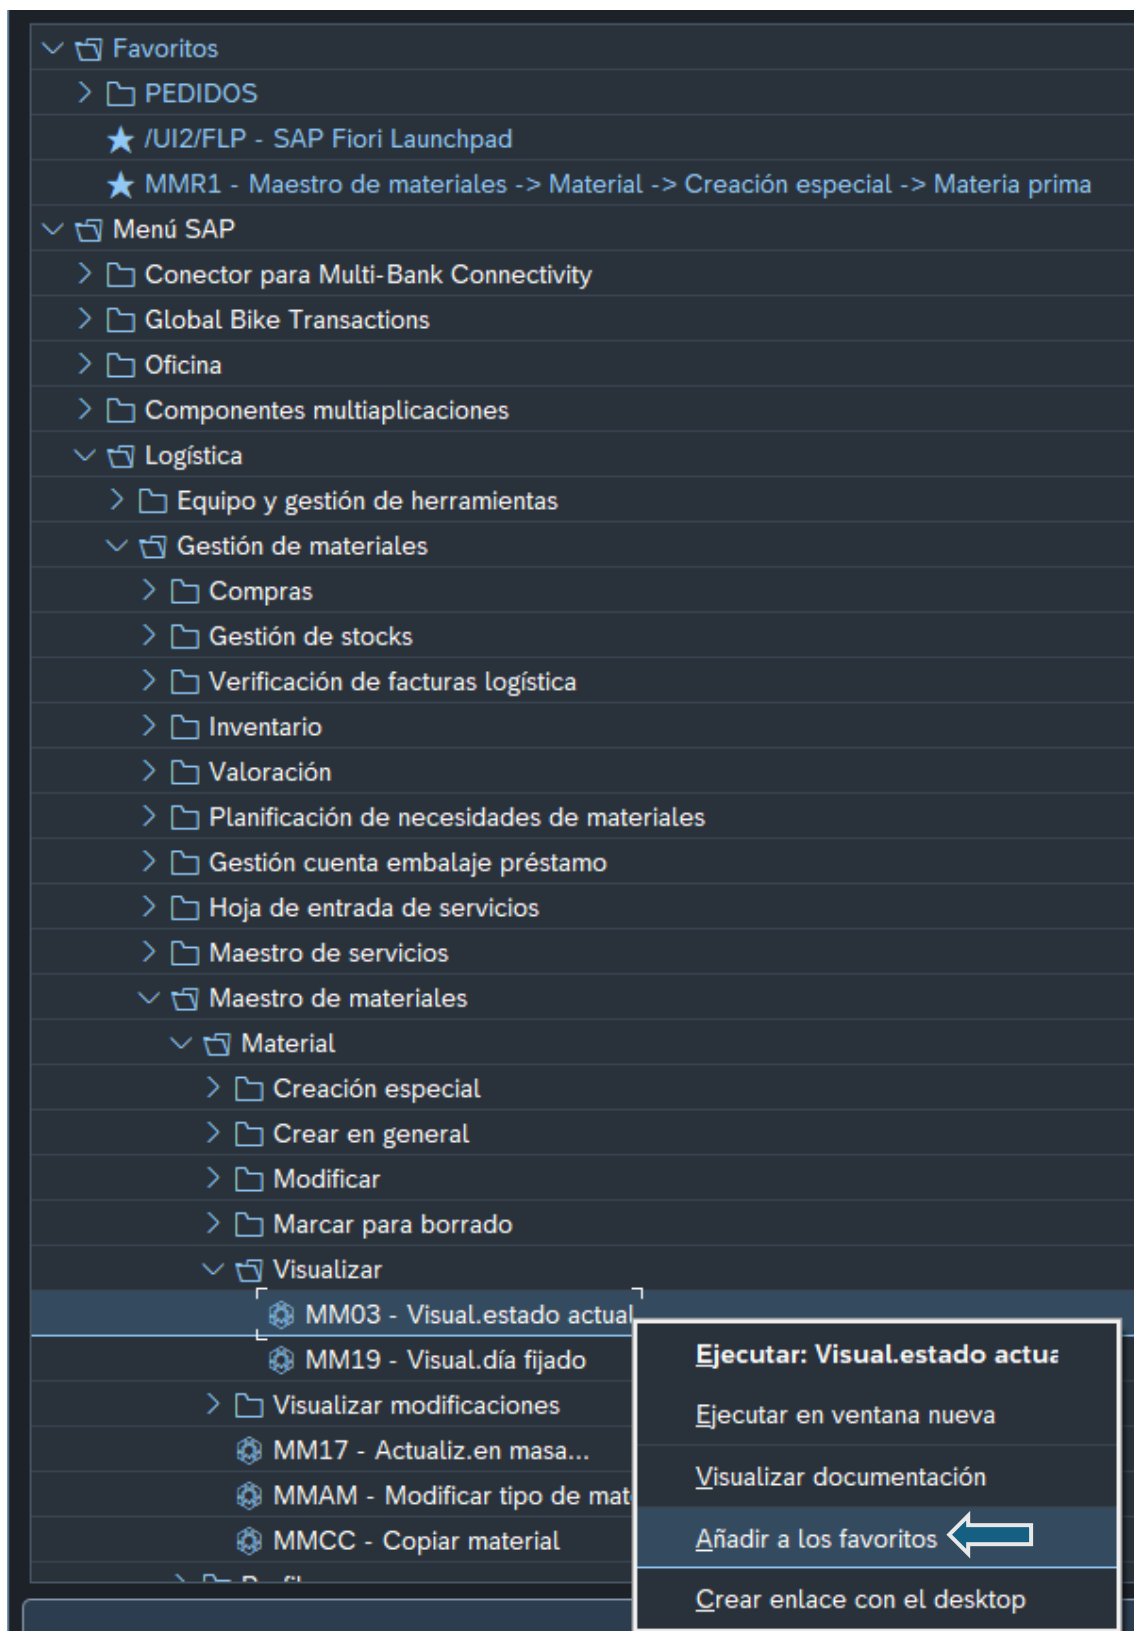 Favoritos
PEDIDOS
/UI2/FLP - SAP Fiori Launchpad
MMR1 - Maestro de materiales -> Material -> Creación especial -> Materia prima
Menú SAP
Conector para Multi-Bank Connectivity
Global Bike Transactions
Oficina
Componentes multiaplicaciones
Logística
Equipo y gestión de herramientas
Gestión de materiales
Compras
Gestión de stocks
Verificación de facturas logística
Inventario
Valoración
Planificación de necesidades de materiales
Gestión cuenta embalaje préstamo
Hoja de entrada de servicios
Maestro de servicios
Maestro de materiales
Material
Creación especial
Crear en general
Modificar
Marcar para borrado
Visualizar
MM03 - Visual.estado actual
MM19 - Visual.día fijado
Visualizar modificaciones
MM17 - Actualiz.en masa...
MMAM - Modificar tipo de mat
MMCC - Copiar material
Ejecutar: Visual.estado actua
Ejecutar en ventana nueva
Visualizar documentación
Añadir a los favoritos
Crear enlace con el desktop